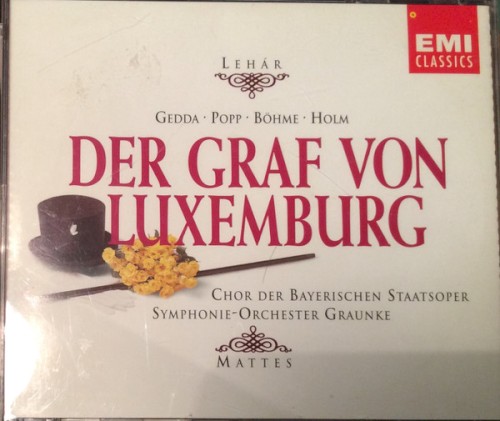 EMI
CLASSICS
LEHÁR
GEDDA · POPP · BÖHME · HOLM
DER GRAF VON
LUXEMBURG
CHOR DER BAYERISCHEN STAATSOPER
SYMPHONIE-ORCHESTER GRAUNKE
MATTES